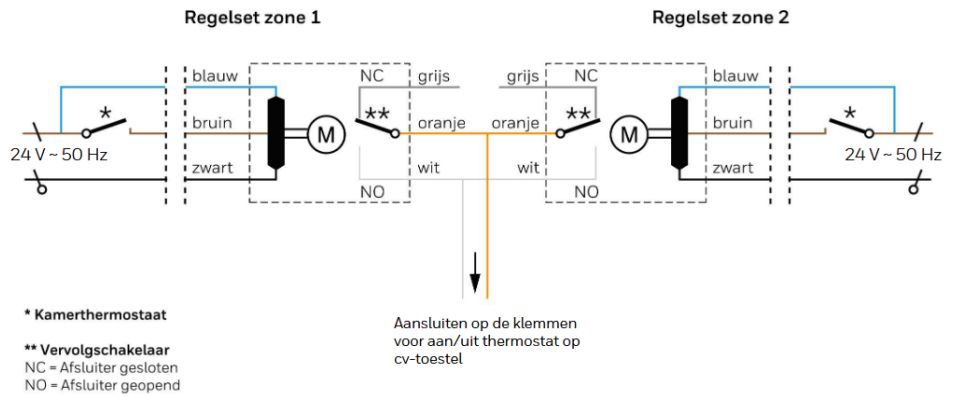 Regelset zone 1
Regelset zone 2
blauw
NC
grijs
grijs
NC
blauw
*
**
**
*
bruin
M
oranje
oranje
M
bruin
24 V ~ 50 Hz
24 V ~ 50 Hz
zwart
wit
wit
zwart
NO
NO
* Kamerthermostaat
Aansluiten op de klemmen
voor aan/uit thermostat op
cv-toestel
** Vervolgschakelaar
NC = Afsluiter gesloten
NO = Afsluiter geopend